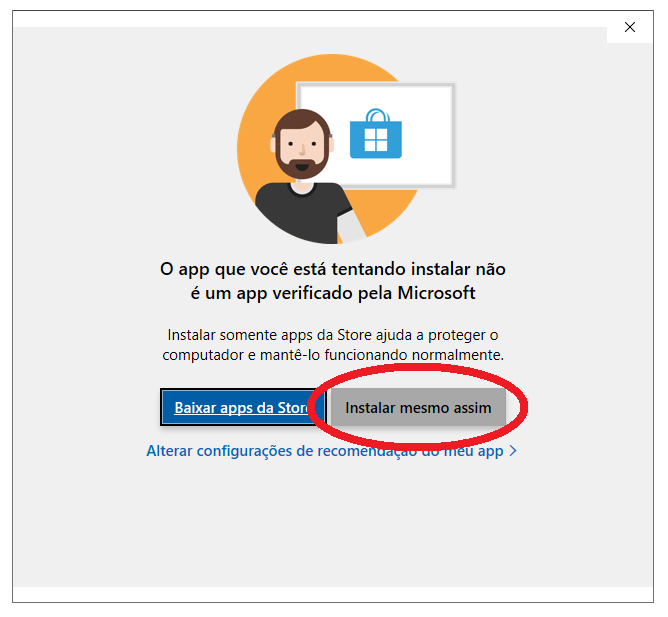 O app que você está tentando instalar não
é um app verificado pela Microsoft
Instalar somente apps da Store ajuda a proteger o
computador e mantê-lo funcionando normalmente.
Baixar apps da Store
Instalar mesmo assim
Alterar configurações de recomendação do meu app